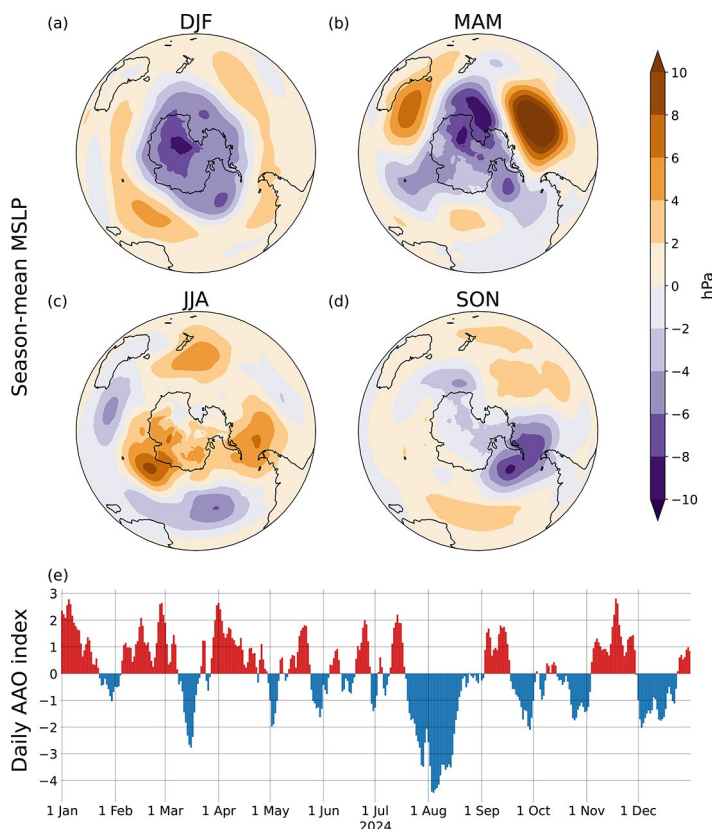 (a) DJF
(b) MAM
Season-mean MSLP
(c) JJA
(d) SON
10
8
6
4
2
0
−2
−4
−6
−8
−10
hPa
(e)
Daily AAO index
3
2
1
0
−1
−2
−3
−4
1 Jan 1 Feb 1 Mar 1 Apr 1 May 1 Jun 1 Jul 1 Aug 1 Sep 1 Oct 1 Nov 1 Dec
2024